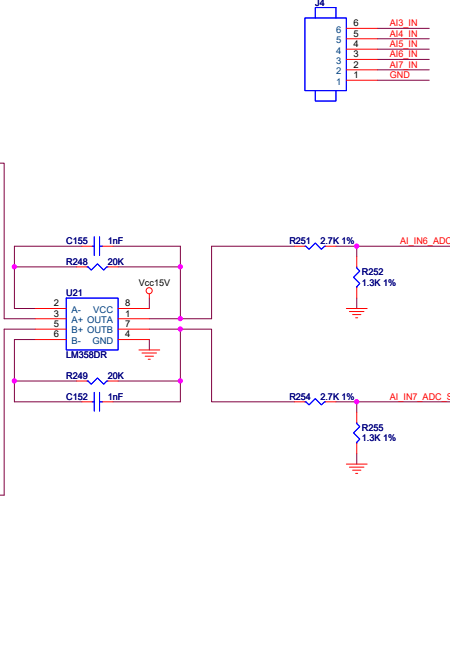 J4
6 6 AI3_IN
5 5 AI4_IN
4 4 AI5_IN
3 3 AI6_IN
2 2 AI7_IN
1 1 GND
C155 1nF
R248 20K
R251 2.7K 1%
AI_IN6_ADC
R252
1.3K 1%
Vcc15V
U21
2 A- VCC 8
3 A+ OUTA 1
5 B+ OUTB 7
6 B- GND 4
LM358DR
R249 20K
C152 1nF
R254 2.7K 1%
AI_IN7_ADC_S
R255
1.3K 1%